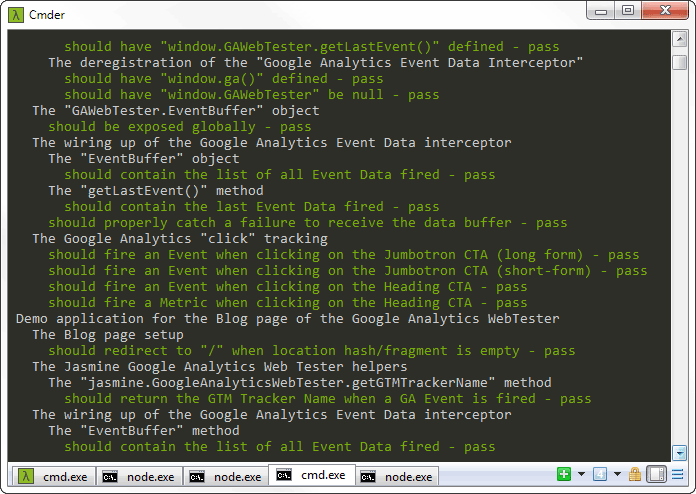 Cmder
should have "window.GAWebTester.getLastEvent()" defined - pass
The deregistration of the "Google Analytics Event Data Interceptor"
should have "window.ga()" defined - pass
should have "window.GAWebTester" be null - pass
The "GAWebTester.EventBuffer" object
should be exposed globally - pass
The wiring up of the Google Analytics Event Data interceptor
The "EventBuffer" object
should contain the list of all Event Data fired - pass
The "getLastEvent()" method
should contain the last Event Data fired - pass
should properly catch a failure to receive the data buffer - pass
The Google Analytics "click" tracking
should fire an Event when clicking on the Jumbotron CTA (long form) - pass
should fire an Event when clicking on the Jumbotron CTA (short-form) - pass
should fire an Event when clicking on the Heading CTA - pass
should fire a Metric when clicking on the Heading CTA - pass
Demo application for the Blog page of the Google Analytics WebTester
The Blog page setup
should redirect to "/" when location hash/fragment is empty - pass
The Jasmine Google Analytics Web Tester helpers
The "jasmine.GoogleAnalyticsWebTester.getGTMTrackerName" method
should return the GTM Tracker Name when a GA Event is fired - pass
The wiring up of the Google Analytics Event Data interceptor
The "EventBuffer" method
should contain the list of all Event Data fired - pass
λ cmd.exe C:\. node.exe C:\. node.exe C:\. cmd.exe C:\. node.exe